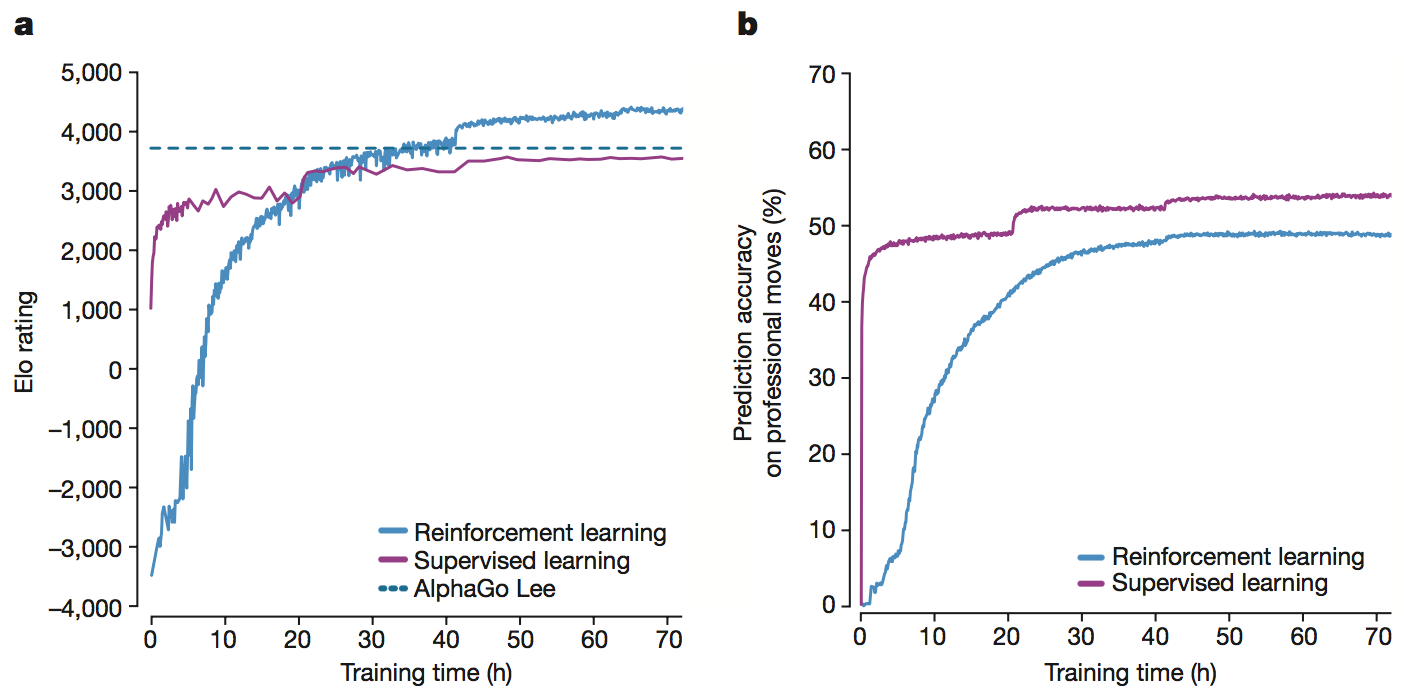 a
5,000
4,000
3,000
2,000
1,000
0
–1,000
–2,000
–3,000
–4,000
Elo rating
0 10 20 30 40 50 60 70
Training time (h)
Reinforcement learning
Supervised learning
AlphaGo Lee
b
70
60
50
40
30
20
10
0
Prediction accuracy
on professional moves (%)
0 10 20 30 40 50 60 70
Training time (h)
Reinforcement learning
Supervised learning